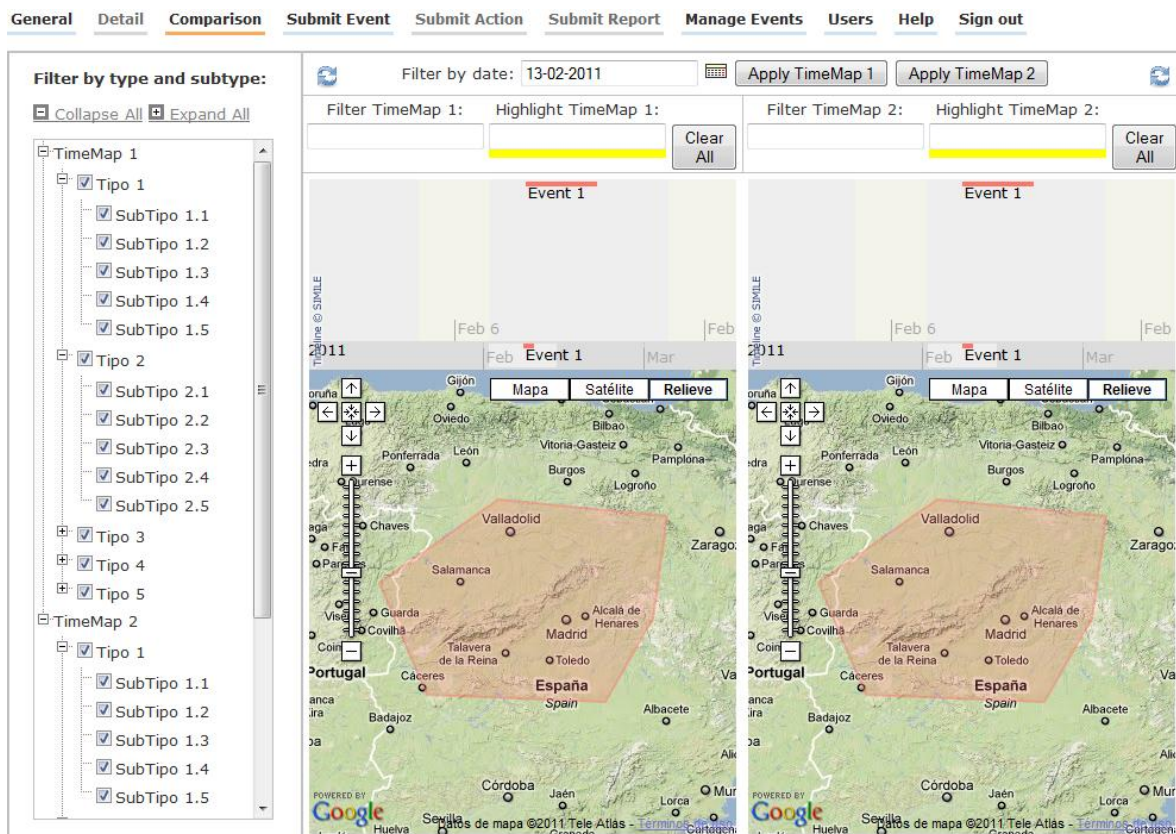 General Detail Comparison Submit Event Submit Action Submit Report Manage Events Users Help Sign out
Filter by type and subtype:
Collapse All Expand All
TimeMap 1
Tipo 1
SubTipo 1.1
SubTipo 1.2
SubTipo 1.3
SubTipo 1.4
SubTipo 1.5
Tipo 2
SubTipo 2.1
SubTipo 2.2
SubTipo 2.3
SubTipo 2.4
SubTipo 2.5
Tipo 3
Tipo 4
Tipo 5
TimeMap 2
Tipo 1
SubTipo 1.1
SubTipo 1.2
SubTipo 1.3
SubTipo 1.4
SubTipo 1.5
Filter by date: 13-02-2011 Apply TimeMap 1 Apply TimeMap 2
Filter TimeMap 1: Highlight TimeMap 1: Clear All
Filter TimeMap 2: Highlight TimeMap 2: Clear All
Event 1
Timeline © SIMILE
Feb 6 Feb
2011 Feb Event 1 Mar
Mapa Satélite Relieve
Gijón
Oviedo
Bilbao
Vitoria-Gasteiz
Ponferrada León Pamplona
Burgos
Logroño
Valladolid
Chaves
Zarago
Salamanca
Guarda
Alcalá de Henares
Covilhã
Madrid
Talavera de la Reina
Toledo
Portugal
Cáceres
España
Spain
Albacete
Badajoz
Córdoba
Jaén
Lorca
POWERED BY Google
Sevilla
Huelva
Granada
Cartagen
Datos de mapa ©2011 Tele Atlas - Términos de uso
Event 1
Timeline © SIMILE
Feb 6 Feb
2011 Feb Event 1 Mar
Mapa Satélite Relieve
Gijón
Oviedo
Bilbao
Vitoria-Gasteiz
Ponferrada León Pamplona
Burgos
Logroño
Valladolid
Chaves
Zarago
Salamanca
Guarda
Alcalá de Henares
Covilhã
Madrid
Talavera de la Reina
Toledo
Portugal
Cáceres
España
Spain
Albacete
Badajoz
Córdoba
Jaén
Lorca
POWERED BY Google
Sevilla
Huelva
Granada
Cartagen
Datos de mapa ©2011 Tele Atlas - Términos de uso